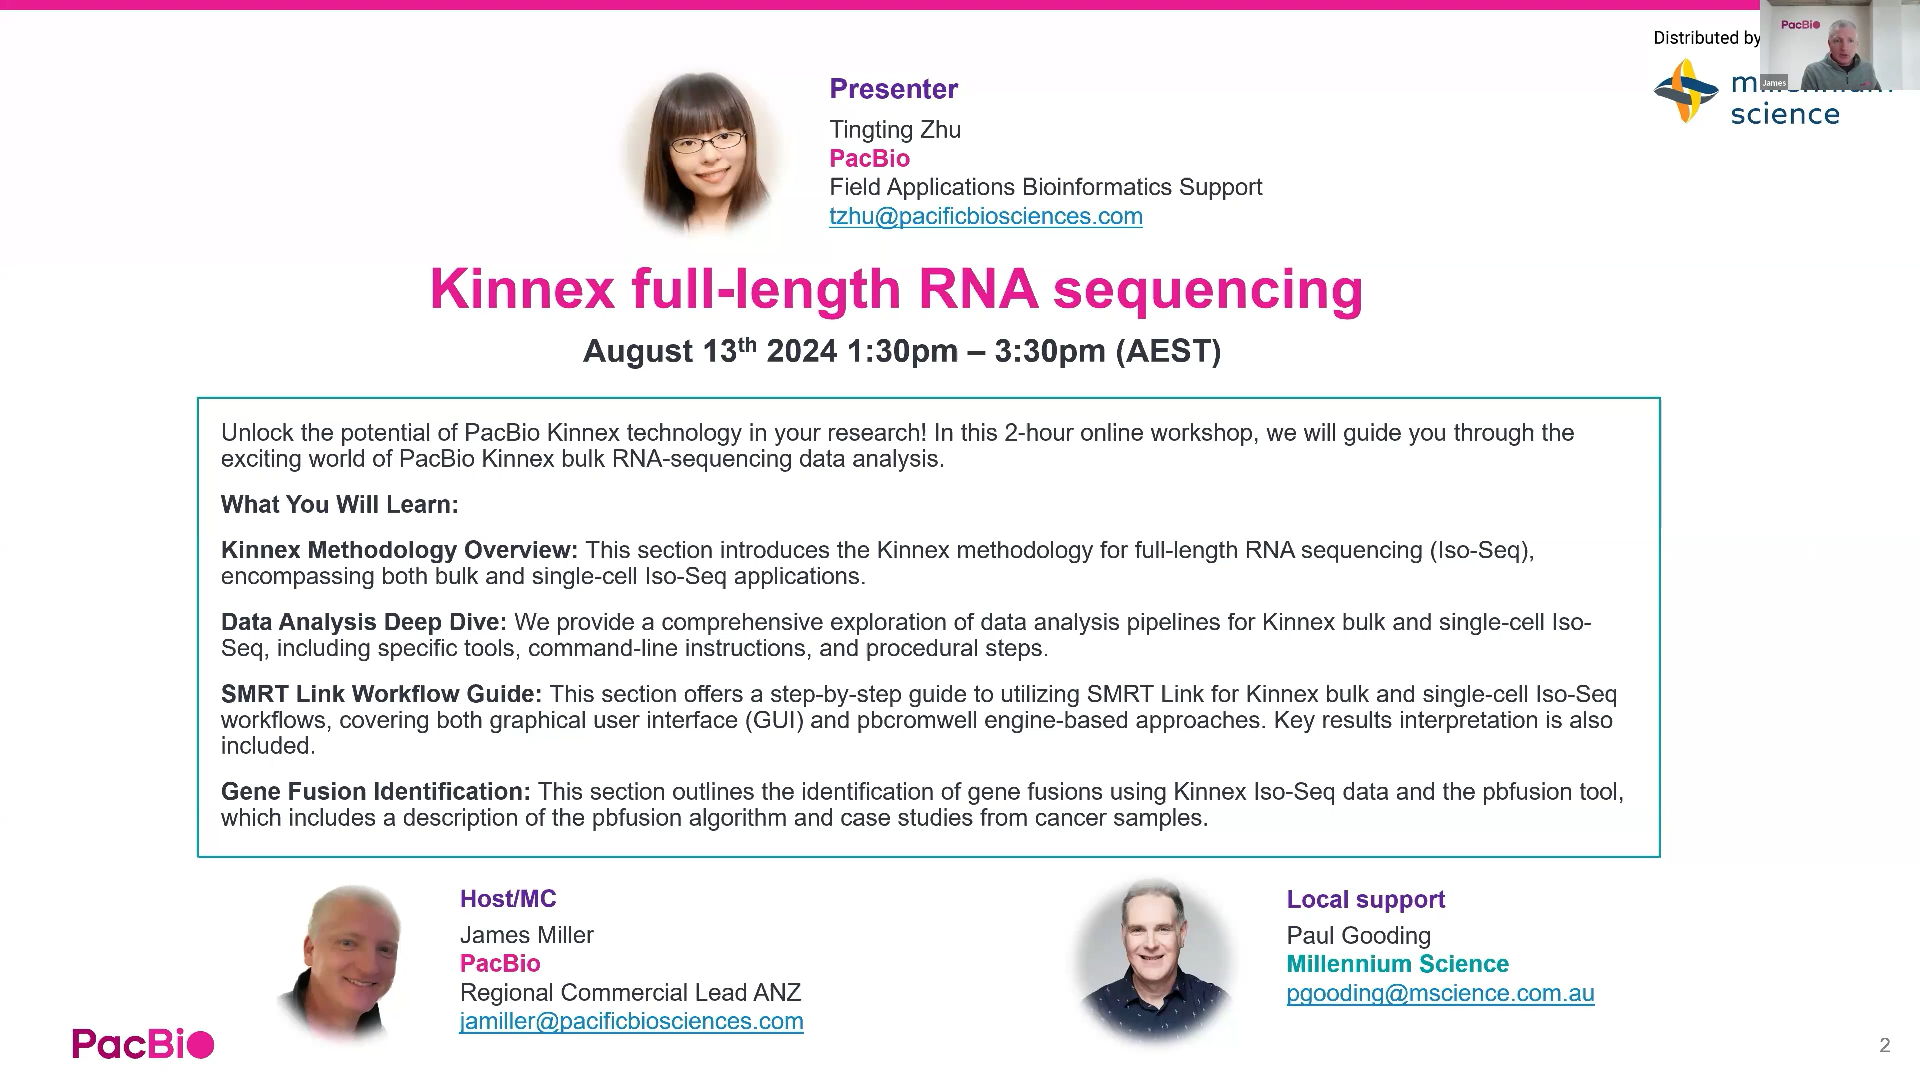 PacBio
James
Distributed by
science
Presenter
Tingting Zhu
PacBio
Field Applications Bioinformatics Support
tzhu@pacificbiosciences.com
Kinnex full-length RNA sequencing
August 13th 2024 1:30pm – 3:30pm (AEST)
Unlock the potential of PacBio Kinnex technology in your research! In this 2-hour online workshop, we will guide you through the
exciting world of PacBio Kinnex bulk RNA-sequencing data analysis.
What You Will Learn:
Kinnex Methodology Overview: This section introduces the Kinnex methodology for full-length RNA sequencing (Iso-Seq),
encompassing both bulk and single-cell Iso-Seq applications.
Data Analysis Deep Dive: We provide a comprehensive exploration of data analysis pipelines for Kinnex bulk and single-cell Iso-
Seq, including specific tools, command-line instructions, and procedural steps.
SMRT Link Workflow Guide: This section offers a step-by-step guide to utilizing SMRT Link for Kinnex bulk and single-cell Iso-Seq
workflows, covering both graphical user interface (GUI) and pbcromwell engine-based approaches. Key results interpretation is also
included.
Gene Fusion Identification: This section outlines the identification of gene fusions using Kinnex Iso-Seq data and the pbfusion tool,
which includes a description of the pbfusion algorithm and case studies from cancer samples.
Host/MC
James Miller
PacBio
Regional Commercial Lead ANZ
jamiller@pacificbiosciences.com
Local support
Paul Gooding
Millennium Science
pgooding@mscience.com.au
PacBio
2